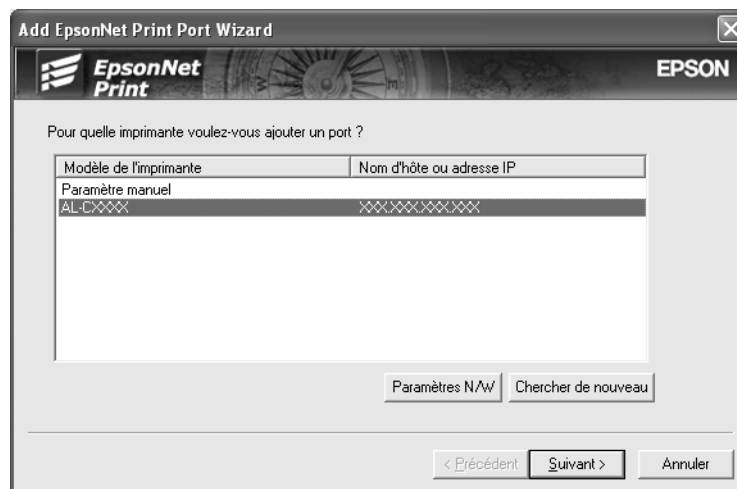 Add EpsonNet Print Port Wizard
EpsonNet
Print
EPSON
Pour quelle imprimante voulez-vous ajouter un port ?
Modèle de l'imprimante Nom d'hôte ou adresse IP
Paramètre manuel
AL-CXXXX XXX.XXX.XXX.XXX
Paramètres N/W Chercher de nouveau
< Précédent Suivant > Annuler